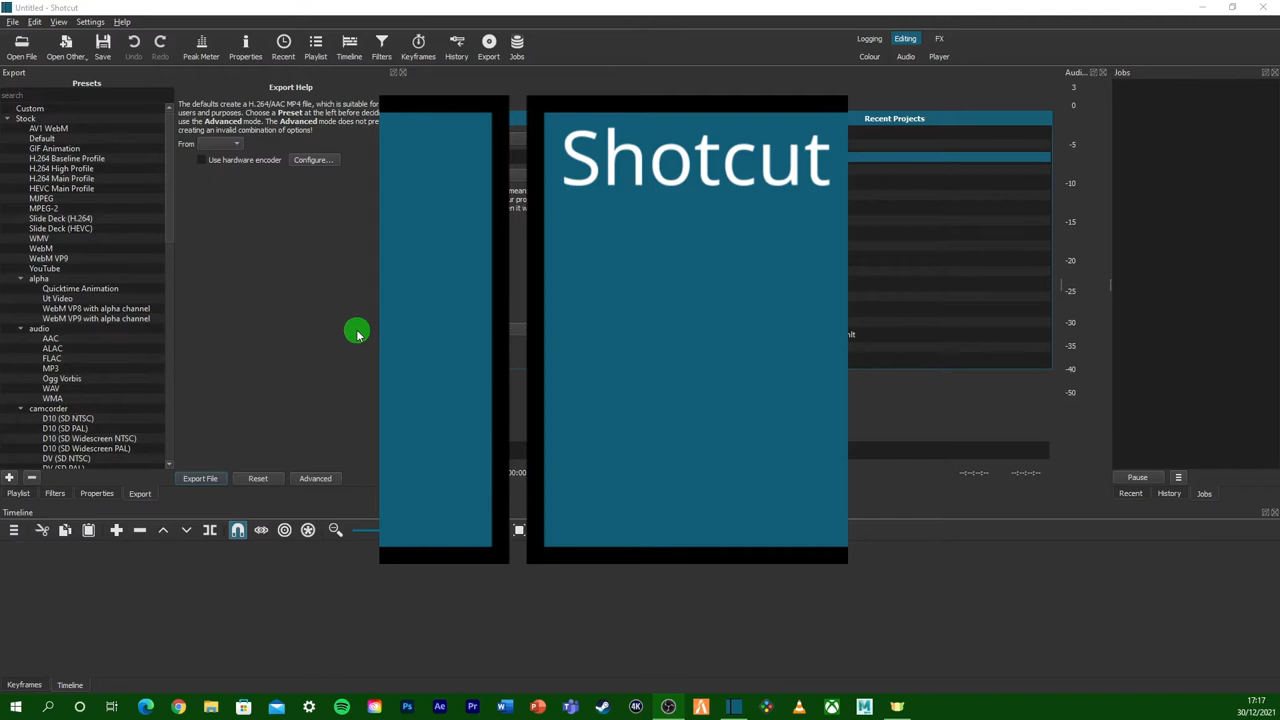 Untitled - Shotcut
File Edit View Settings Help
Open File Open Other.. Save Undo Redo Peak Meter Properties Recent Playlist Timeline Filters Keyframes History Export Jobs
Logging Editing FX
Colour Audio Player
Export
Presets
search
Custom
Stock
AV1 WebM
Default
GIF Animation
H.264 Baseline Profile
H.264 High Profile
H.264 Main Profile
HEVC Main Profile
MJPEG
MPEG-2
Slide Deck (H.264)
Slide Deck (HEVC)
WMV
WebM
WebM VP9
YouTube
alpha
Quicktime Animation
Ut Video
WebM VP8 with alpha channel
WebM VP9 with alpha channel
audio
AAC
ALAC
FLAC
MP3
Ogg Vorbis
WAV
WMA
camcorder
D10 (SD NTSC)
D10 (SD PAL)
D10 (SD Widescreen NTSC)
D10 (SD Widescreen PAL)
DV (SD NTSC)
Export Help
The defaults create a H.264/AAC MP4 file, which is suitable for
users and purposes. Choose a Preset at the left before decidi
use the Advanced mode. The Advanced mode does not pre
creating an invalid combination of options!
From
Use hardware encoder Configure...
Export File Reset Advanced
Playlist Filters Properties Export
Shotcut
Recent Projects
mlt
--:--:--:-- --:--:--:--
Audi...
3
0
-5
-10
-15
-20
-25
-30
-35
-40
-50
Jobs
Pause
Recent History Jobs
Timeline
Keyframes Timeline
17:17
30/12/2021